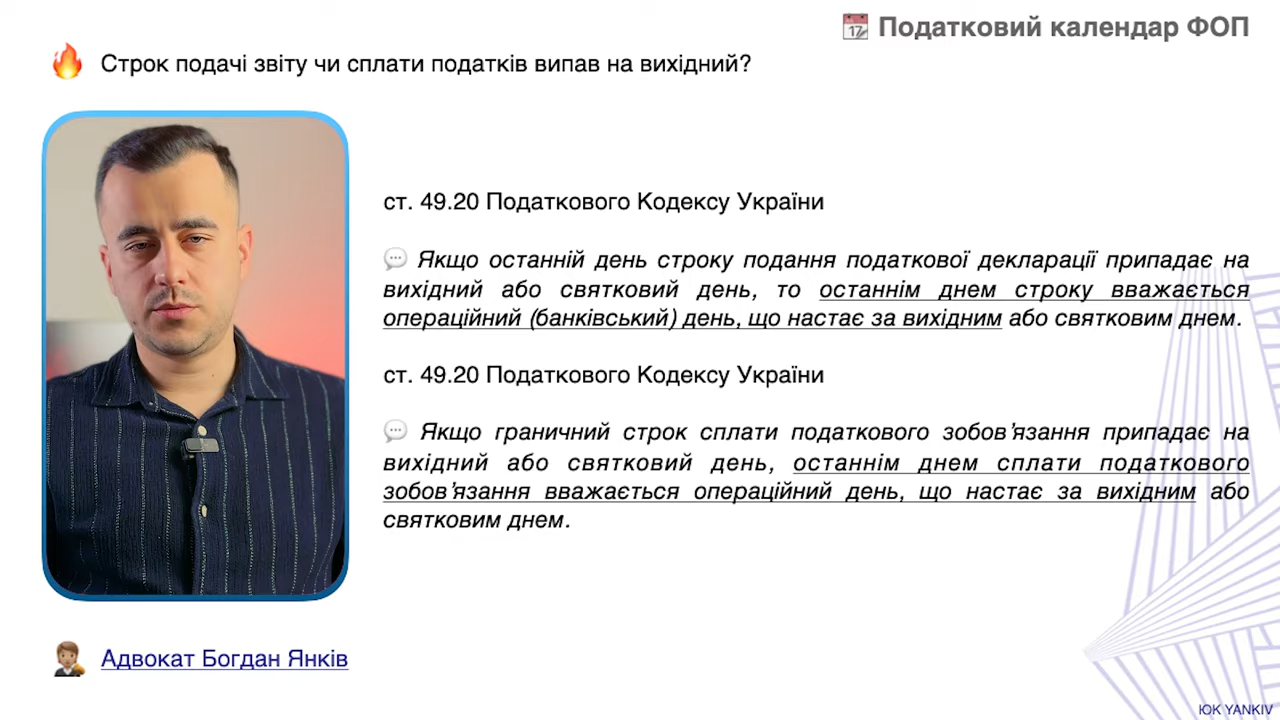 Податковий календар ФОП
Строк подачі звіту чи сплати податків випав на вихідний?
ст. 49.20 Податкового Кодексу України
Якщо останній день строку подання податкової декларації припадає на
вихідний або святковий день, то останнім днем строку вважається
операційний (банківський) день, що настає за вихідним або святковим днем.
ст. 49.20 Податкового Кодексу України
Якщо граничний строк сплати податкового зобов’язання припадає на
вихідний або святковий день, останнім днем сплати податкового
зобов’язання вважається операційний день, що настає за вихідним або
святковим днем.
Адвокат Богдан Янків
ЮК YANKIV